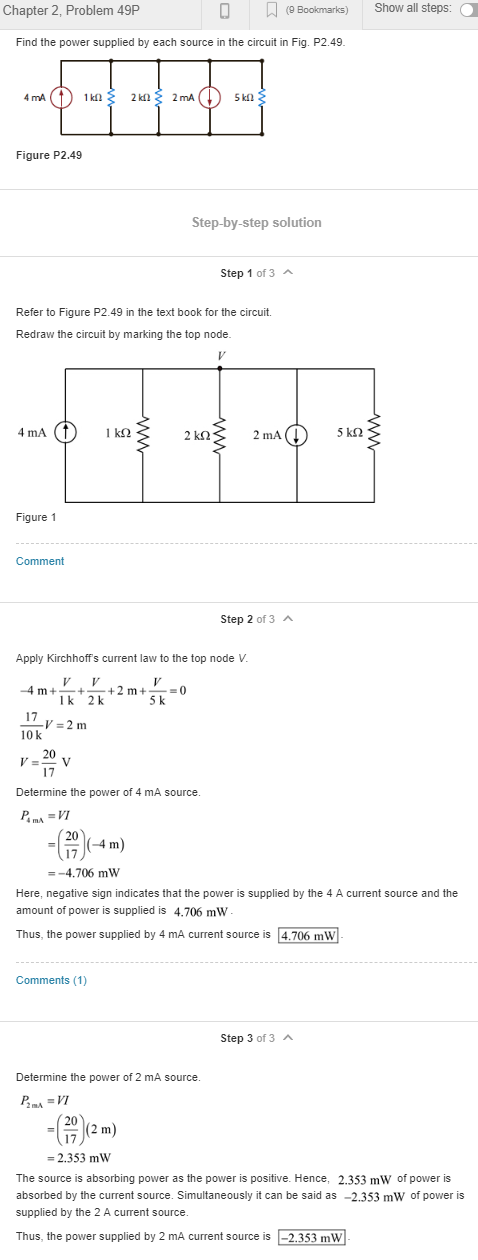 Chapter 2, Problem 49P
(9 Bookmarks)
Show all steps:
Find the power supplied by each source in the circuit in Fig. P2.49.
4 mA 1 kΩ 2 kΩ 2 mA 5 kΩ
Figure P2.49
Step-by-step solution
Step 1 of 3
Refer to Figure P2.49 in the text book for the circuit.
Redraw the circuit by marking the top node.
V
4 mA 1 kΩ 2 kΩ 2 mA 5 kΩ
Figure 1
Comment
Step 2 of 3
Apply Kirchhoff's current law to the top node V.
-4 m + V/1 k + V/2 k + 2 m + V/5 k = 0
17/10 k V = 2 m
V = 20/17 V
Determine the power of 4 mA source.
P4 mA = VI
= (20/17)(-4 m)
= -4.706 mW
Here, negative sign indicates that the power is supplied by the 4 A current source and the
amount of power is supplied is 4.706 mW.
Thus, the power supplied by 4 mA current source is 4.706 mW.
Comments (1)
Step 3 of 3
Determine the power of 2 mA source.
P2 mA = VI
= (20/17)(2 m)
= 2.353 mW
The source is absorbing power as the power is positive. Hence, 2.353 mW of power is
absorbed by the current source. Simultaneously it can be said as -2.353 mW of power is
supplied by the 2 A current source.
Thus, the power supplied by 2 mA current source is -2.353 mW.